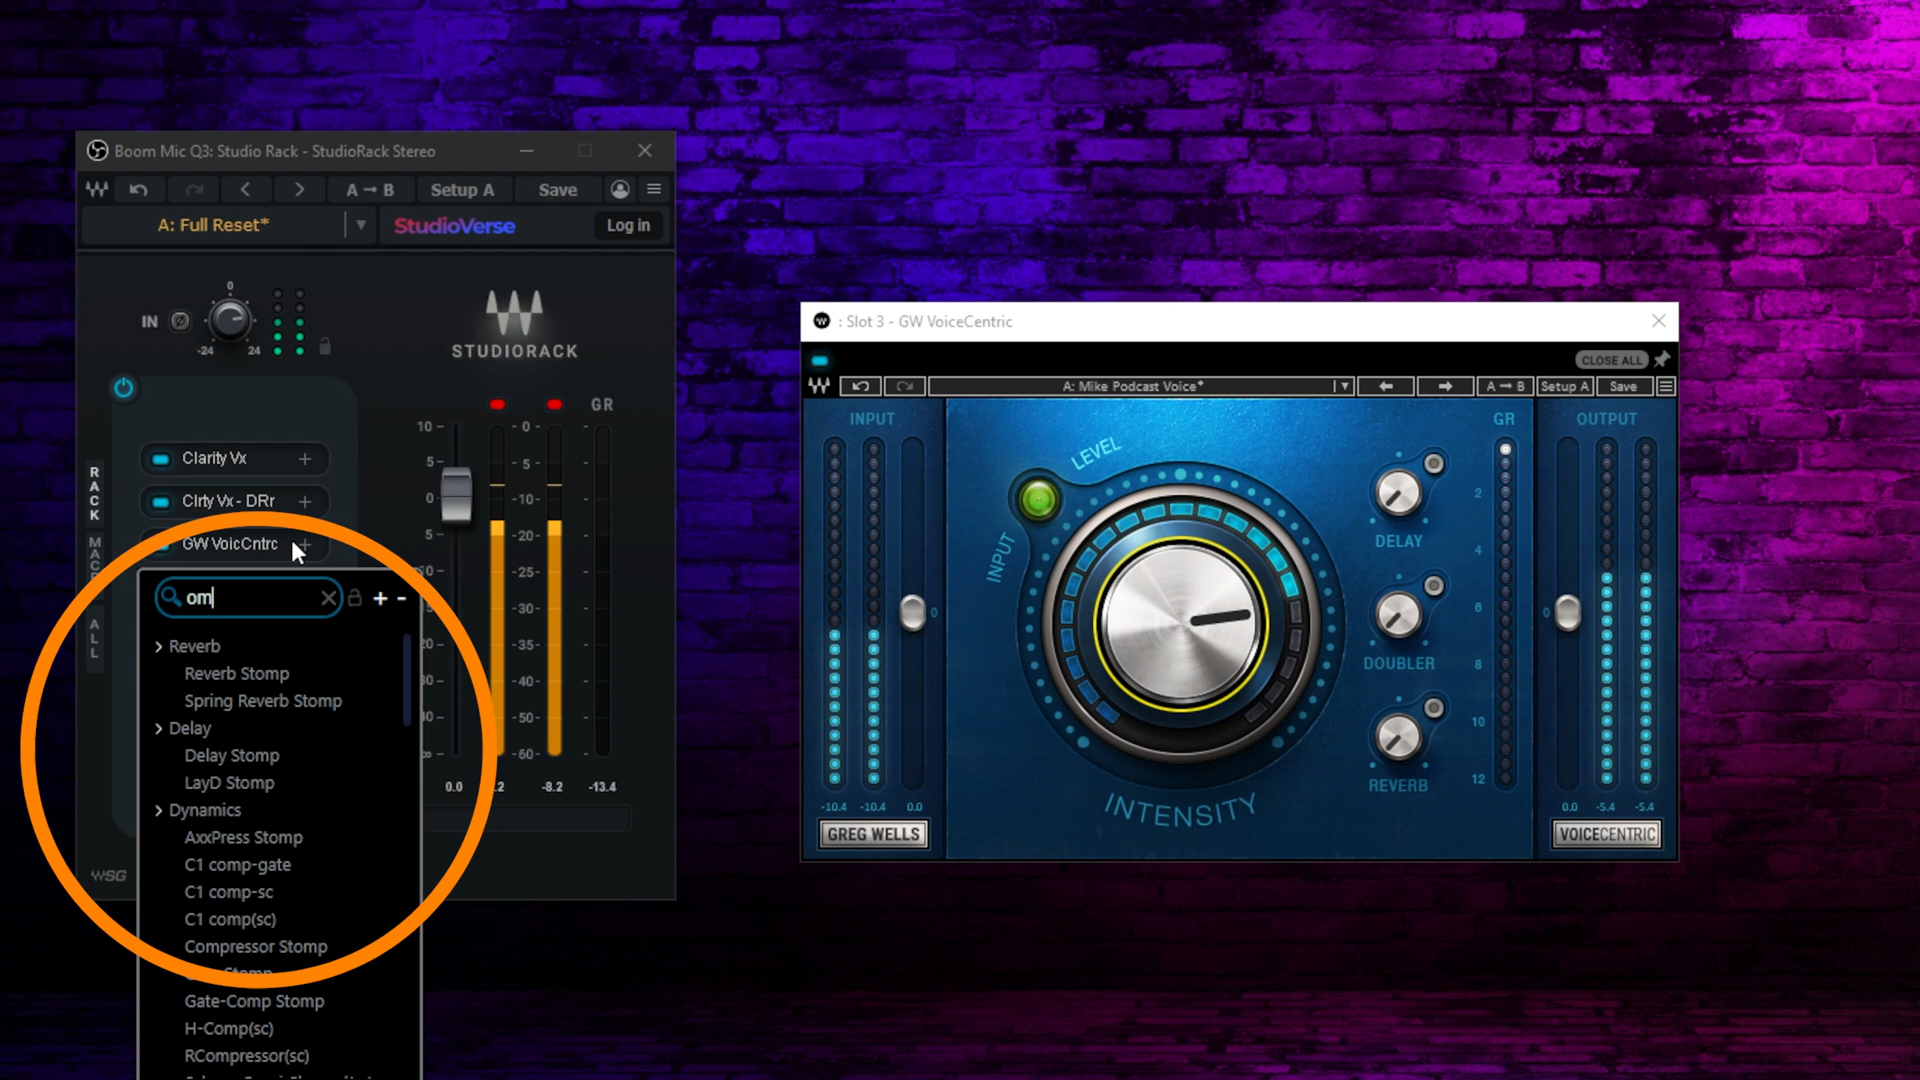 Boom Mic Q3: Studio Rack - StudioRack Stereo
A → B Setup A Save
A: Full Reset* StudioVerse Log in
0
IN
-24 24
STUDIORACK
GR
RACK
MACROS
ALL
Clarity Vx +
Clrty Vx - DRr +
GW VoicCntrc +
om
+ -
Reverb
Reverb Stomp
Spring Reverb Stomp
Delay
Delay Stomp
LayD Stomp
Dynamics
AxxPress Stomp
C1 comp-gate
C1 comp-sc
C1 comp(sc)
Compressor Stomp
Stomp
Gate-Comp Stomp
H-Comp(sc)
RCompressor(sc)
10
5
0
5
0
-5
-10-
-20-
-25-
-30-
-35-
-40-
-50-
-60-
0.0 -8.2 -13.4
WSG
: Slot 3 - GW VoiceCentric
CLOSE ALL
A: Mike Podcast Voice*
A → B Setup A Save
INPUT
LEVEL
INPUT
INTENSITY
DELAY
DOUBLER
REVERB
GR
2
4
6
8
10
12
OUTPUT
0
0
-10.4 -10.4 0.0
0.0 -5.4 -5.4
GREG WELLS
VOICECENTRIC